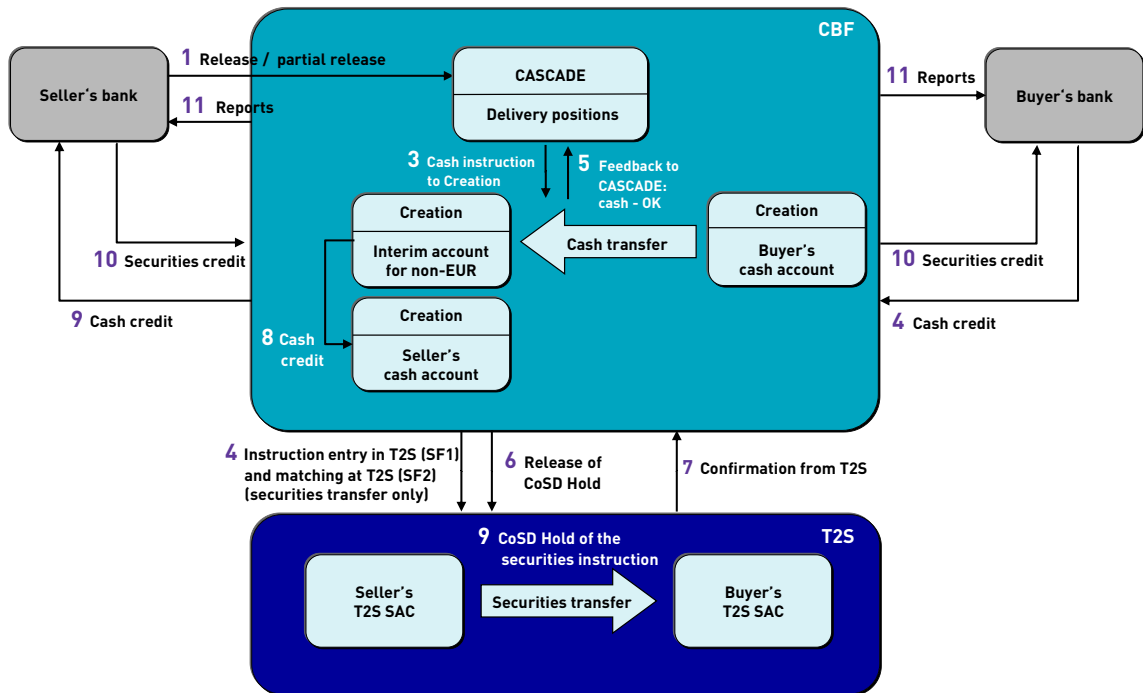 CBF
1 Release / partial release
CASCADE
Delivery positions
11 Reports
Seller's bank
11 Reports
Buyer's bank
3 Cash instruction
to Creation
5 Feedback to
CASCADE:
cash - OK
Creation
Interim account
for non-EUR
Cash transfer
Creation
Buyer's
cash account
10 Securities credit
10 Securities credit
9 Cash credit
8 Cash
credit
Creation
Seller's
cash account
4 Cash credit
4 Instruction entry in T2S (SF1)
and matching at T2S (SF2)
(securities transfer only)
6 Release of
CoSD Hold
7 Confirmation from T2S
T2S
9 CoSD Hold of the
securities instruction
Seller's
T2S SAC
Securities transfer
Buyer's
T2S SAC